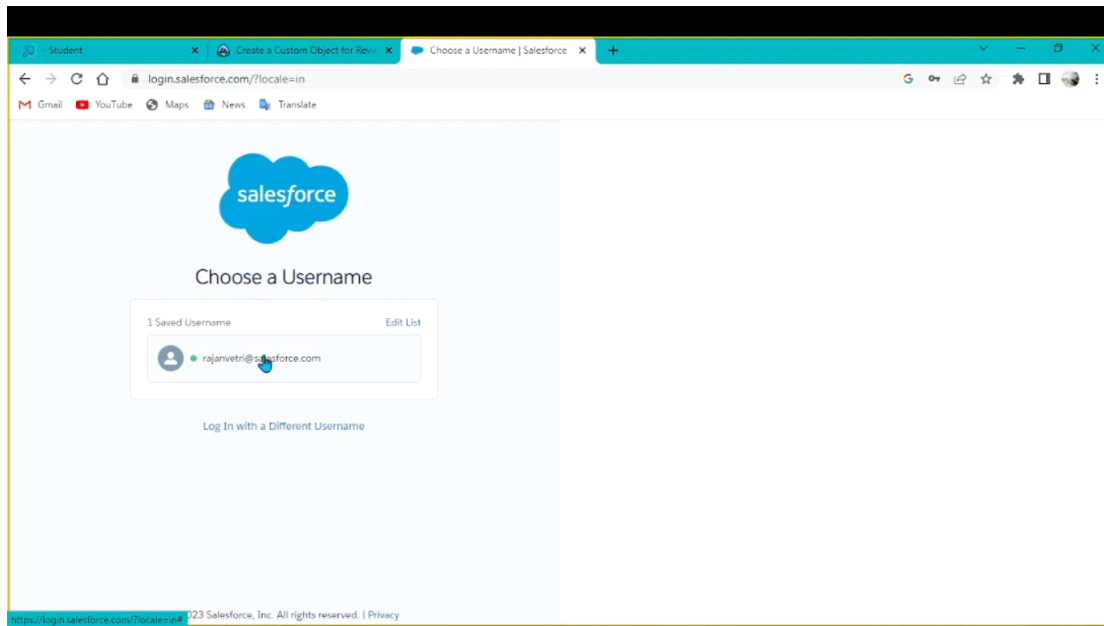 - Student
Create a Custom Object for Revi
Choose a Username | Salesforce
login.salesforce.com/?locale=in
Gmail YouTube Maps News Translate
salesforce
Choose a Username
1 Saved Username Edit List
rajanvetri@salesforce.com
Log In with a Different Username
023 Salesforce, Inc. All rights reserved. | Privacy
https://login.salesforce.com/?locale=in#